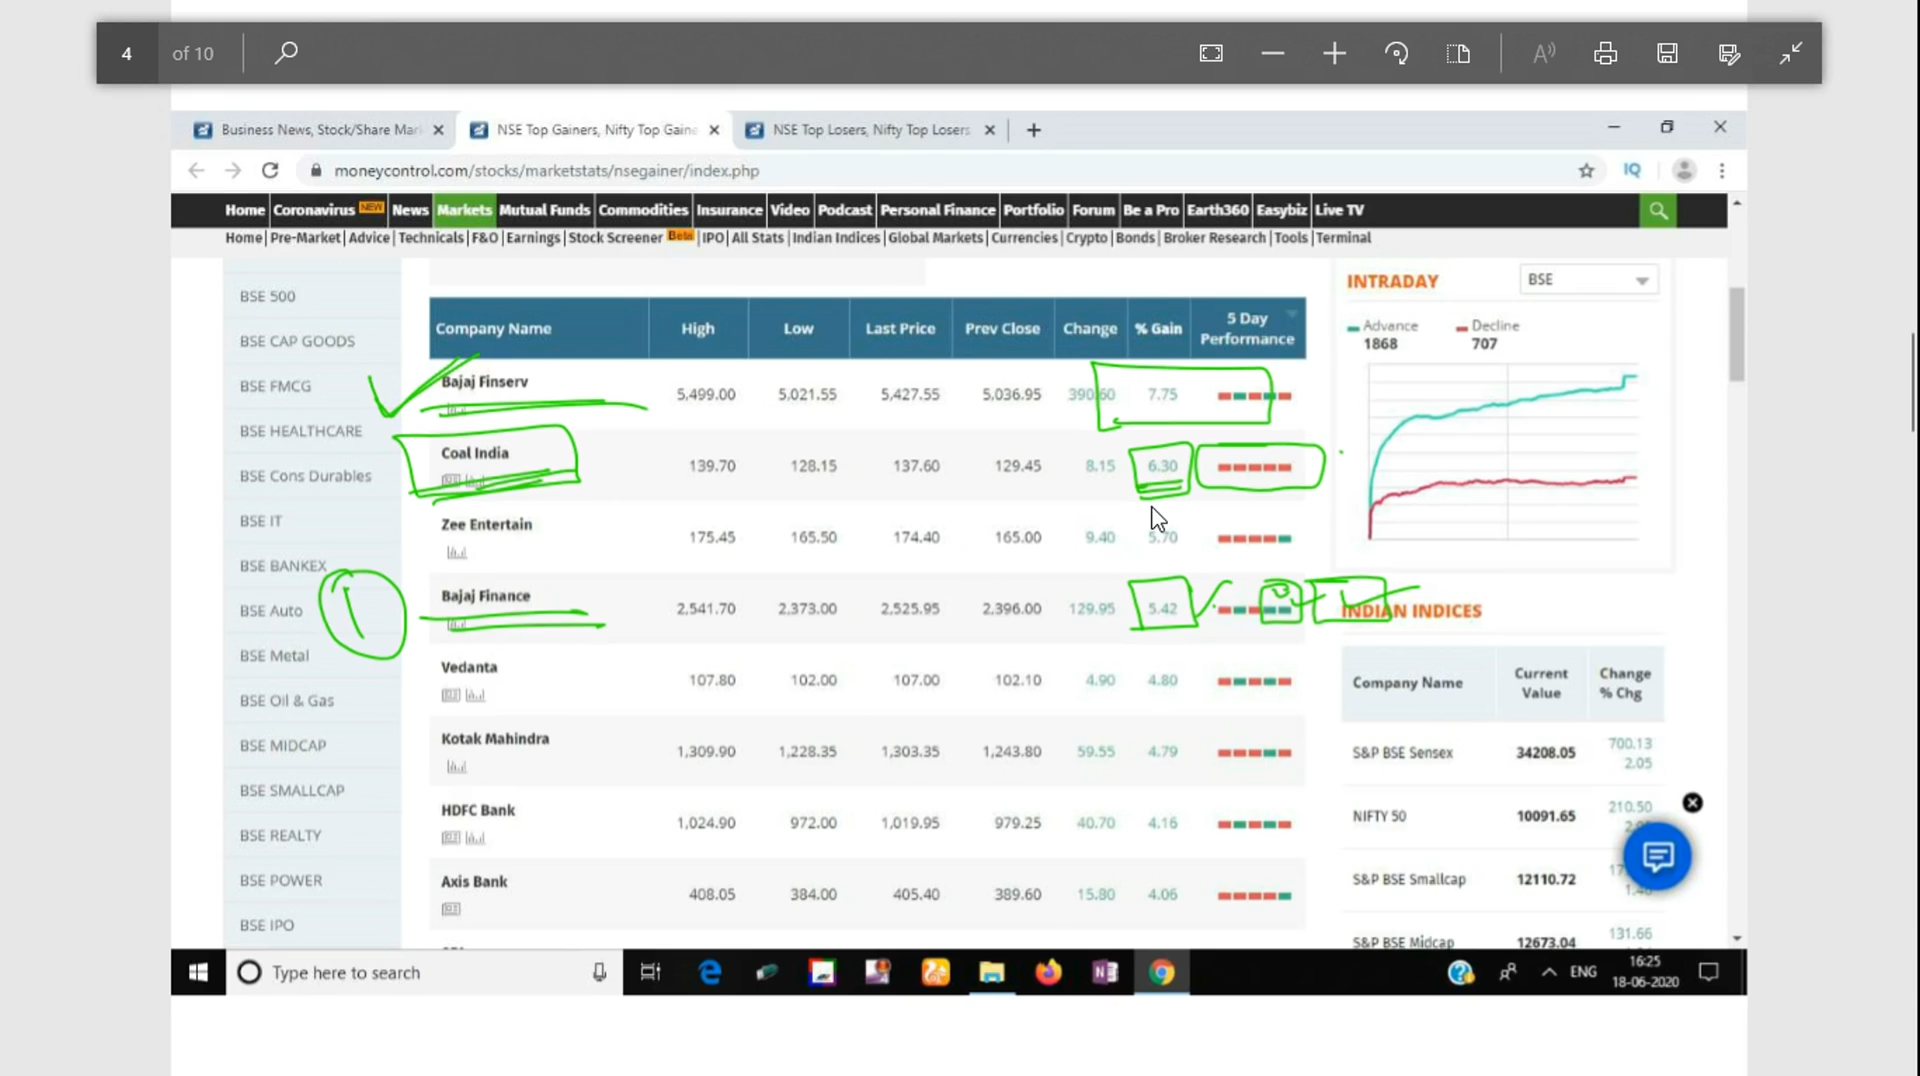 4 of 10
Business News, Stock/Share Mar
NSE Top Gainers, Nifty Top Gaine
NSE Top Losers, Nifty Top Losers
moneycontrol.com/stocks/marketstats/nsegainer/index.php
IQ
Home | Coronavirus NEW | News | Markets | Mutual Funds | Commodities | Insurance | Video | Podcast | Personal Finance | Portfolio | Forum | Be a Pro | Earth360 | Easybiz | Live TV
Home | Pre-Market | Advice | Technicals | F&O | Earnings | Stock Screener Beta | IPO | All Stats | Indian Indices | Global Markets | Currencies | Crypto | Bonds | Broker Research | Tools | Terminal
BSE 500
BSE CAP GOODS
BSE FMCG
BSE HEALTHCARE
BSE Cons Durables
BSE IT
BSE BANKEX
BSE Auto
BSE Metal
BSE Oil & Gas
BSE MIDCAP
BSE SMALLCAP
BSE REALTY
BSE POWER
BSE IPO
Company Name High Low Last Price Prev Close Change % Gain 5 Day Performance
Bajaj Finserv 5,499.00 5,021.55 5,427.55 5,036.95 390.60 7.75
Coal India 139.70 128.15 137.60 129.45 8.15 6.30
Zee Entertain 175.45 165.50 174.40 165.00 9.40 5.70
Bajaj Finance 2,541.70 2,373.00 2,525.95 2,396.00 129.95 5.42
Vedanta 107.80 102.00 107.00 102.10 4.90 4.80
Kotak Mahindra 1,309.90 1,228.35 1,303.35 1,243.80 59.55 4.79
HDFC Bank 1,024.90 972.00 1,019.95 979.25 40.70 4.16
Axis Bank 408.05 384.00 405.40 389.60 15.80 4.06
INTRADAY BSE
Advance 1868
Decline 707
INDIAN INDICES
Company Name Current Value Change % Chg
S&P BSE Sensex 34208.05 700.13 2.05
NIFTY 50 10091.65 210.50
S&P BSE Smallcap 12110.72
S&P BSE Midcap 12673.04 131.66
Type here to search
ENG
16:25
18-06-2020